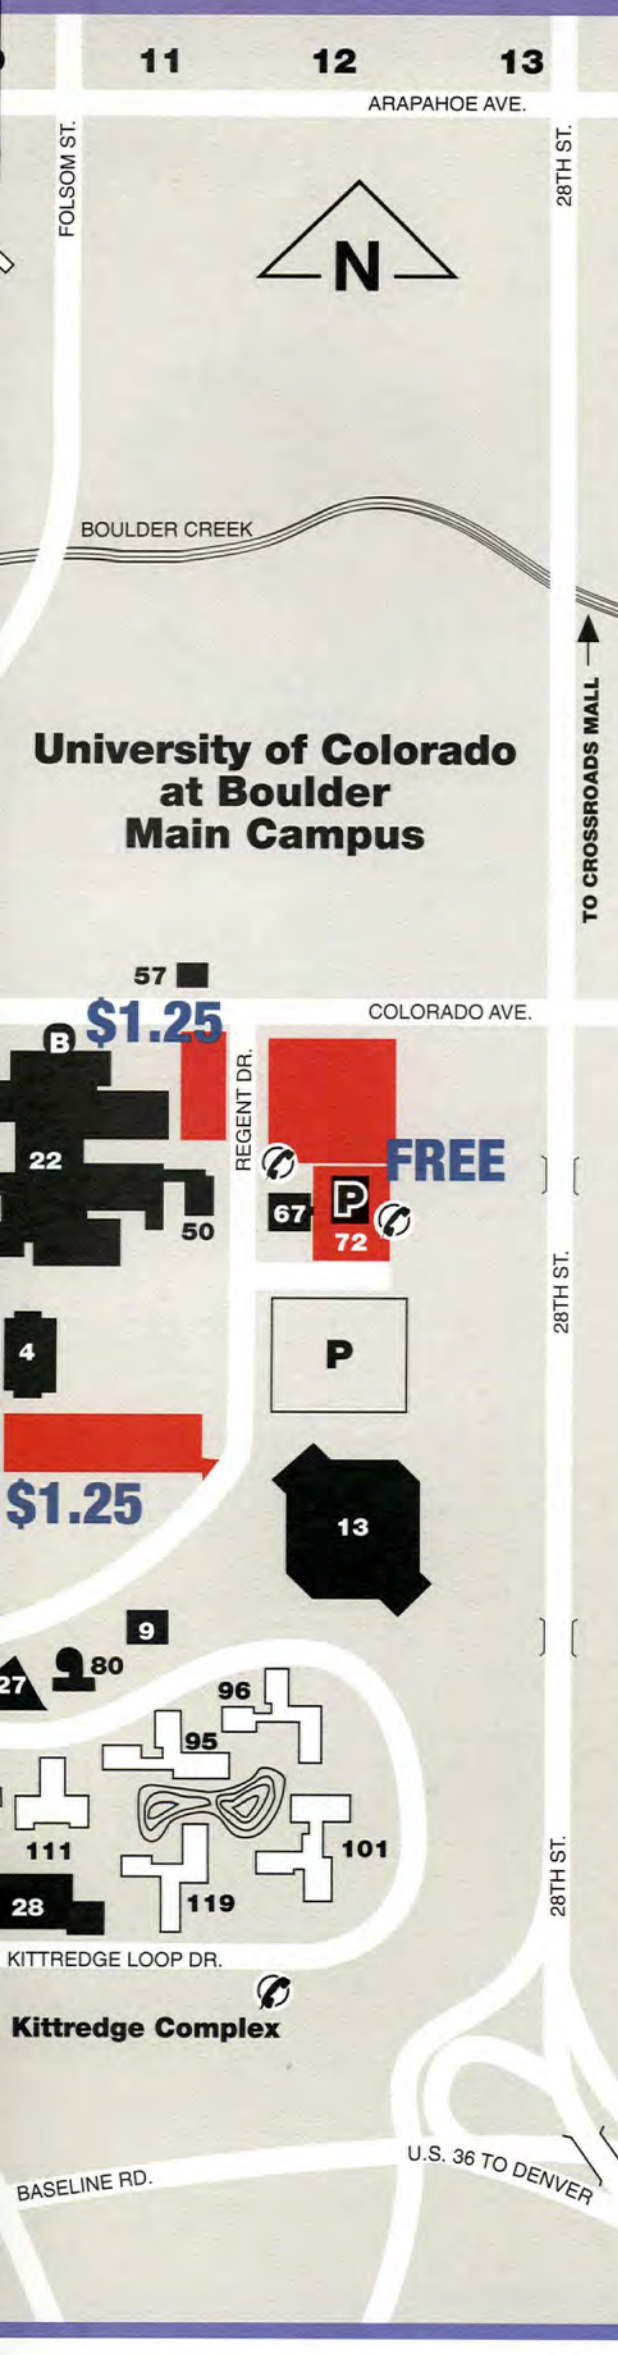 11 12 13
ARAPAHOE AVE.
FOLSOM ST.
28TH ST.
N
BOULDER CREEK
TO CROSSROADS MALL
University of Colorado
at Boulder
Main Campus
57
$1.25
COLORADO AVE.
B
REGENT DR.
22
FREE
50
67
P
72
28TH ST.
4
P
$1.25
13
9
27
80
96
95
111
101
28
119
28TH ST.
KITTREDGE LOOP DR.
Kittredge Complex
BASELINE RD.
U.S. 36 TO DENVER